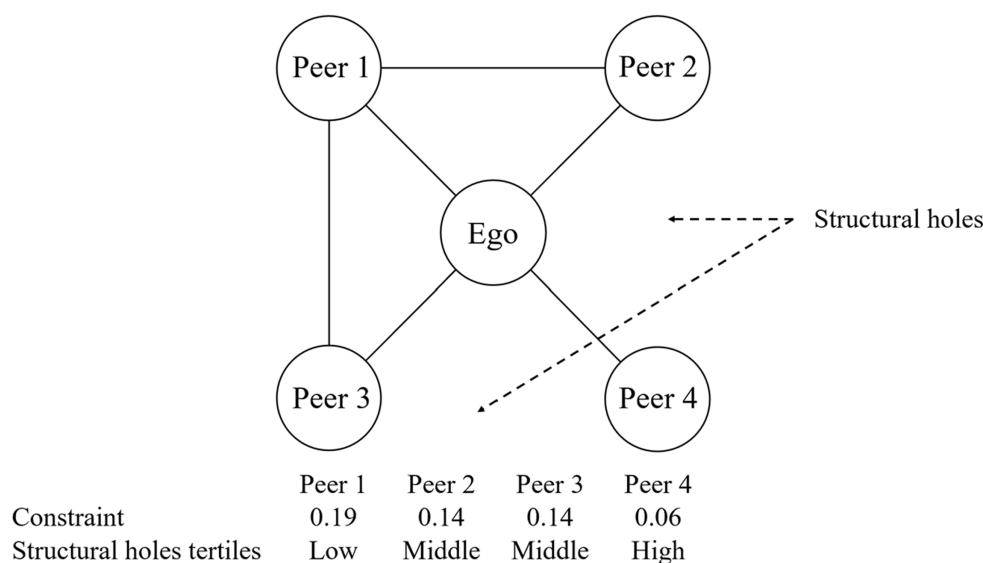 Peer 1
Peer 2
Ego
Structural holes
Peer 3
Peer 4
Peer 1 Peer 2 Peer 3 Peer 4
Constraint 0.19 0.14 0.14 0.06
Structural holes tertiles Low Middle Middle High